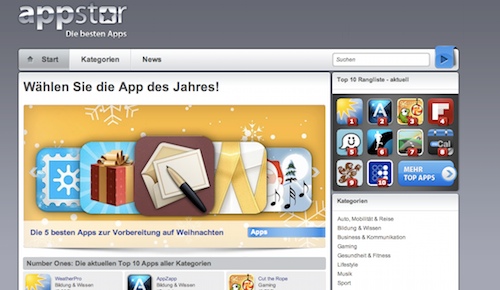 appstar
Die besten Apps
Start Kategorien News
Suchen
Wählen Sie die App des Jahres!
Die 5 besten Apps zur Vorbereitung auf Weihnachten
Apps
Number Ones: Die aktuellen Top 10 Apps aller Kategorien
WeatherPro
Bildung & Wissen
AppZapp
Bildung & Wissen
Cut the Rope
Gaming
Top 10 Rangliste - aktuell
1 2 3 4
5 6 7 8
9 10
MEHR
TOP APPS
Kategorien
Auto, Mobilität & Reise
Bildung & Wissen
Business & Kommunikation
Gaming
Gesundheit & Fitness
Lifestyle
Musik
Sport